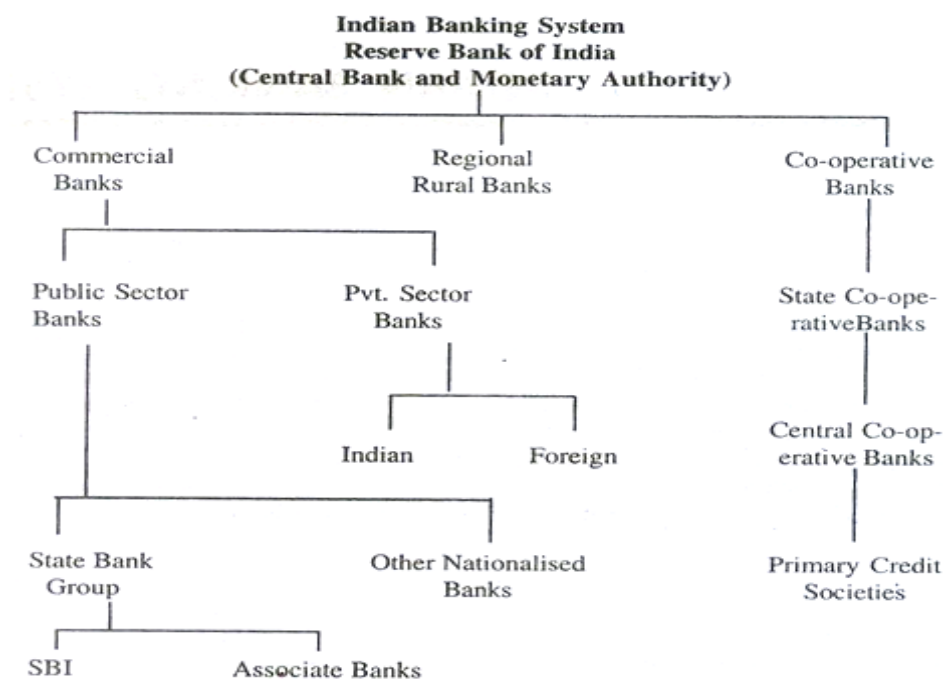 Indian Banking System
Reserve Bank of India
(Central Bank and Monetary Authority)
Commercial
Banks
Regional
Rural Banks
Co-operative
Banks
Public Sector
Banks
Pvt. Sector
Banks
State Co-ope-
rativeBanks
Indian
Foreign
Central Co-op-
erative Banks
State Bank
Group
Other Nationalised
Banks
Primary Credit
Societies
SBI
Associate Banks